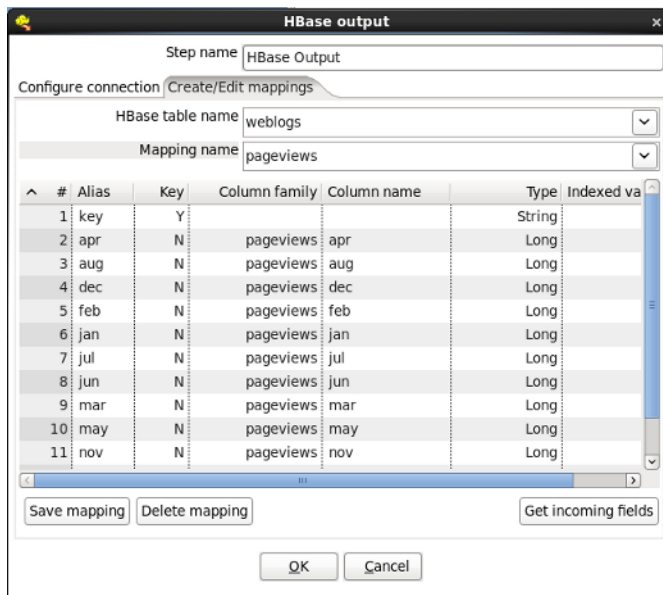 HBase output
Step name HBase Output
Configure connection Create/Edit mappings
HBase table name weblogs
Mapping name pageviews
# Alias Key Column family Column name Type Indexed va
1 key Y String
2 apr N pageviews apr Long
3 aug N pageviews aug Long
4 dec N pageviews dec Long
5 feb N pageviews feb Long
6 jan N pageviews jan Long
7 jul N pageviews jul Long
8 jun N pageviews jun Long
9 mar N pageviews mar Long
10 may N pageviews may Long
11 nov N pageviews nov Long
Save mapping Delete mapping Get incoming fields
OK Cancel